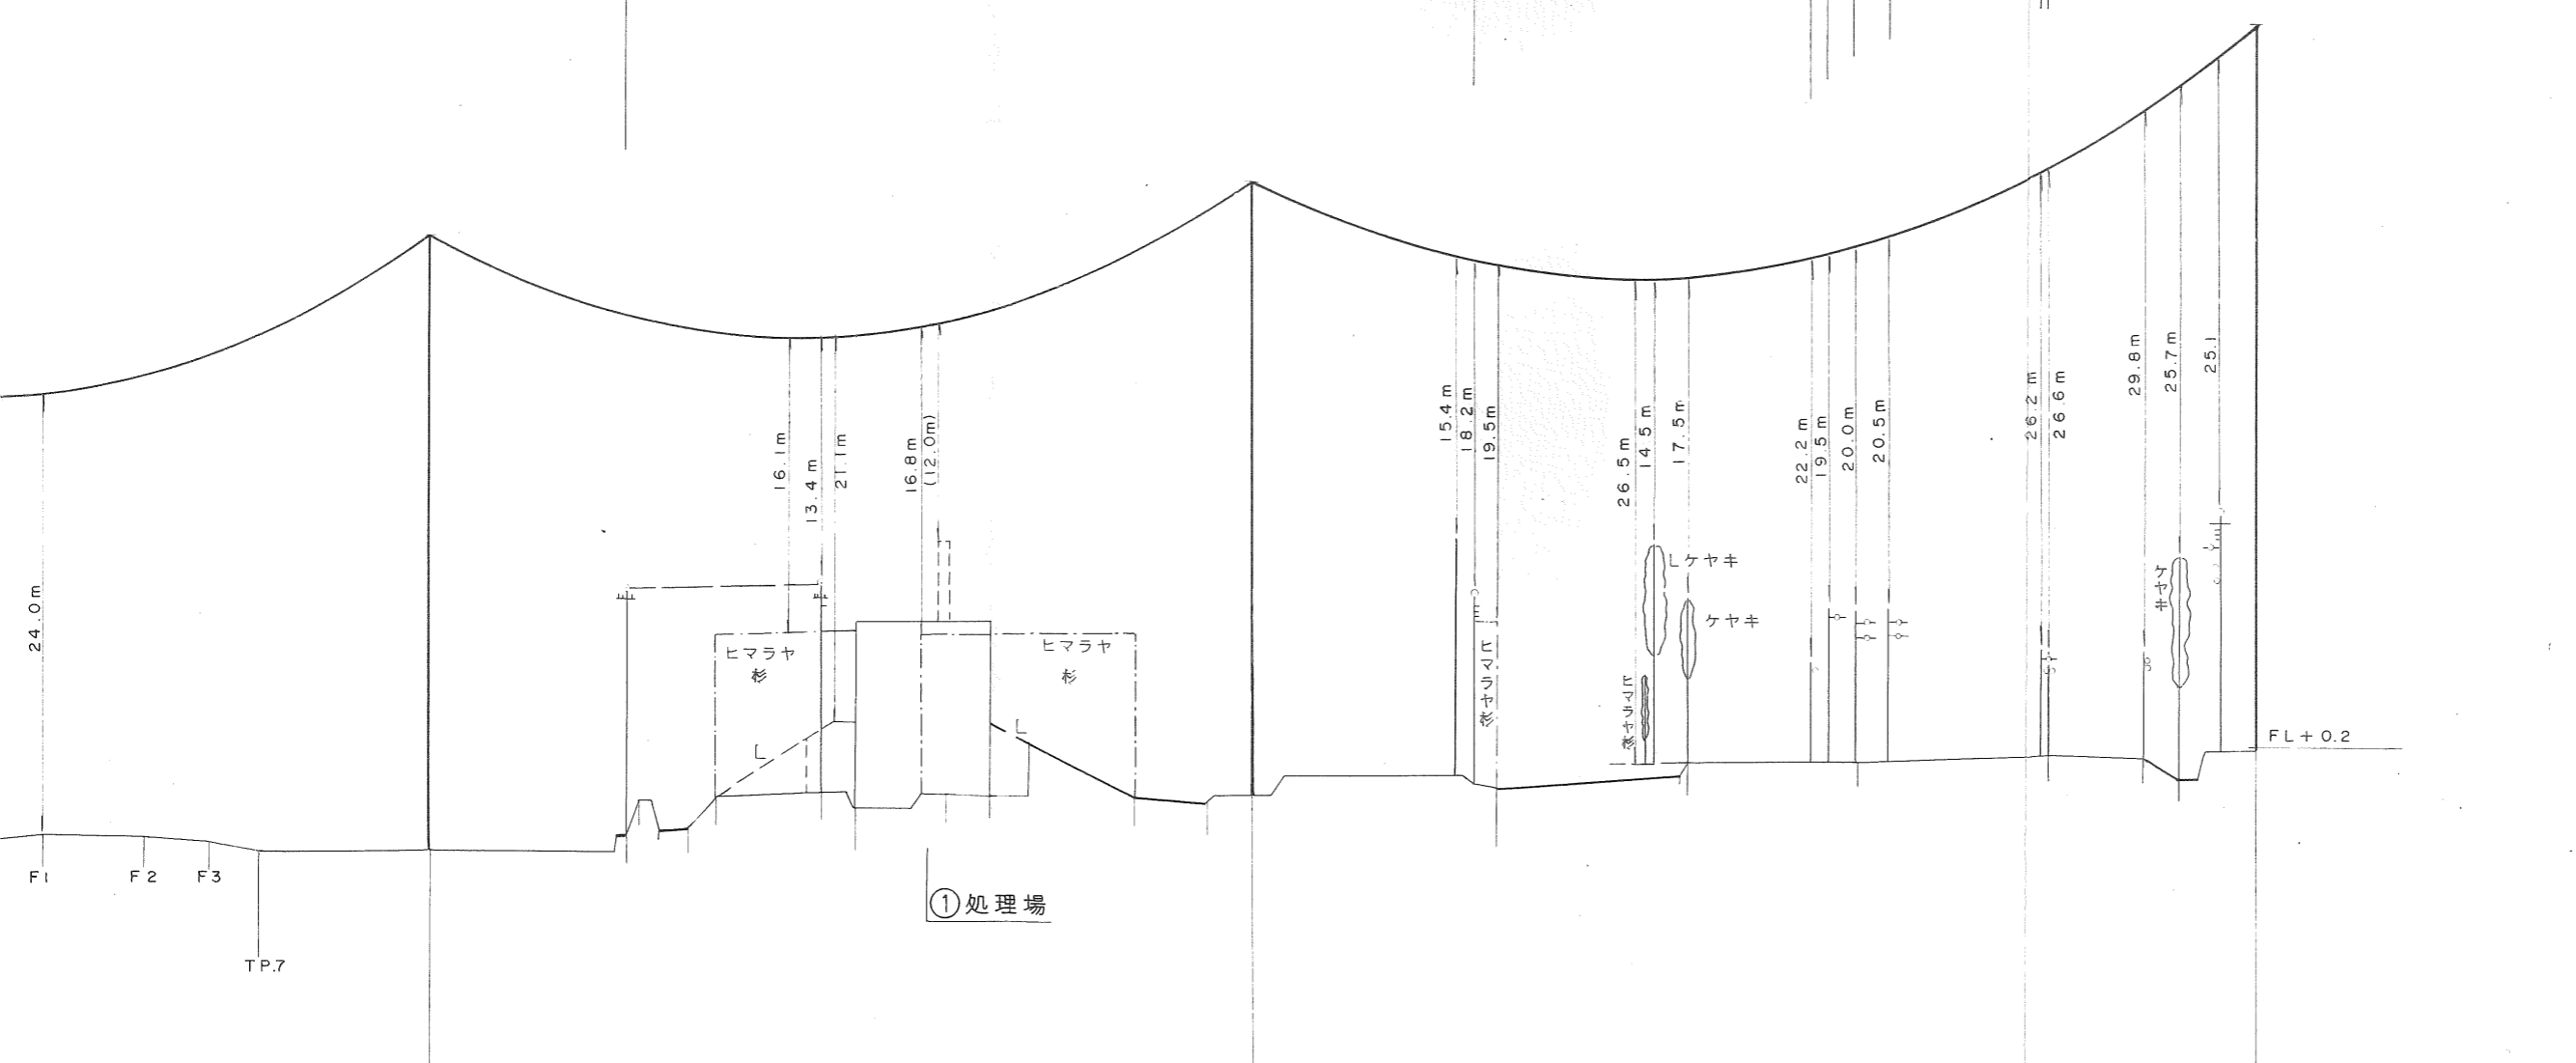 24.0m
F1
F2
F3
TP.7
16.1m
13.4m
21.1m
16.8m
(12.0m)
ヒマラヤ
杉
L
ヒマラヤ
杉
L
①処理場
15.4m
18.2m
19.5m
ヒマラヤ杉
26.5m
14.5m
17.5m
Lケヤキ
ケヤキ
ヒマラヤ杉
22.2m
19.5m
20.0m
20.5m
26.2m
26.6m
29.8m
25.7m
25.1
ケヤキ
FL+0.2